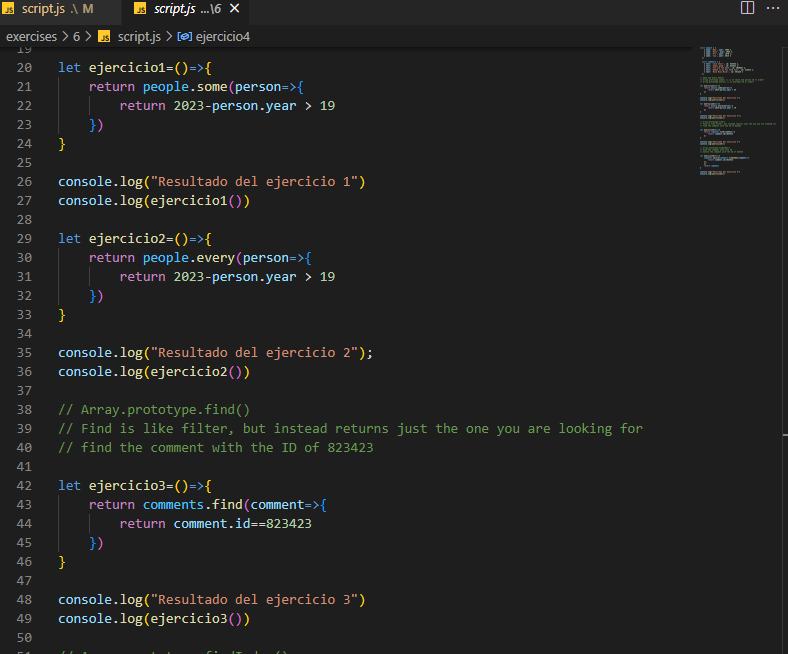 JS script.js .\ M
JS script.js ...\6 ×
exercises > 6 > JS script.js > ejercicio4
19
20 let ejercicio1=()=>{
21 return people.some(person=>{
22 return 2023-person.year > 19
23 })
24 }
25
26 console.log("Resultado del ejercicio 1")
27 console.log(ejercicio1())
28
29 let ejercicio2=()=>{
30 return people.every(person=>{
31 return 2023-person.year > 19
32 })
33 }
34
35 console.log("Resultado del ejercicio 2");
36 console.log(ejercicio2())
37
38 // Array.prototype.find()
39 // Find is like filter, but instead returns just the one you are looking for
40 // find the comment with the ID of 823423
41
42 let ejercicio3=()=>{
43 return comments.find(comment=>{
44 return comment.id==823423
45 })
46 }
47
48 console.log("Resultado del ejercicio 3")
49 console.log(ejercicio3())
50